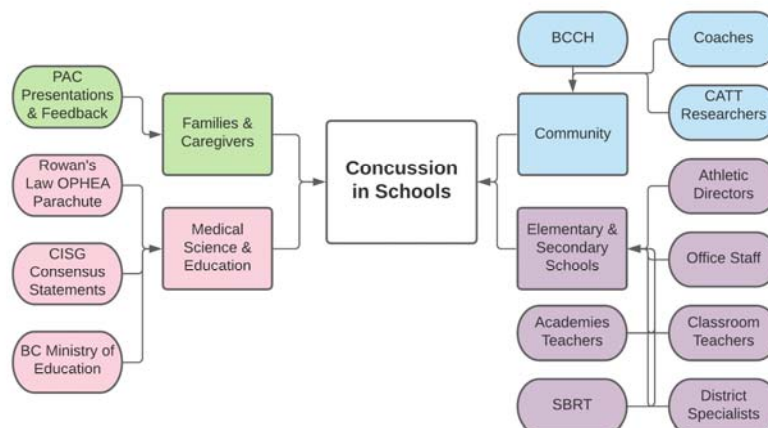 PAC
Presentations
& Feedback
Rowan's
Law OPHEA
Parachute
CISG
Consensus
Statements
BC Ministry of
Education
Families &
Caregivers
Medical
Science &
Education
Concussion
in Schools
BCCH
Community
Elementary &
Secondary
Schools
Academies
Teachers
SBRT
Coaches
CATT
Researchers
Athletic
Directors
Office Staff
Classroom
Teachers
District
Specialists